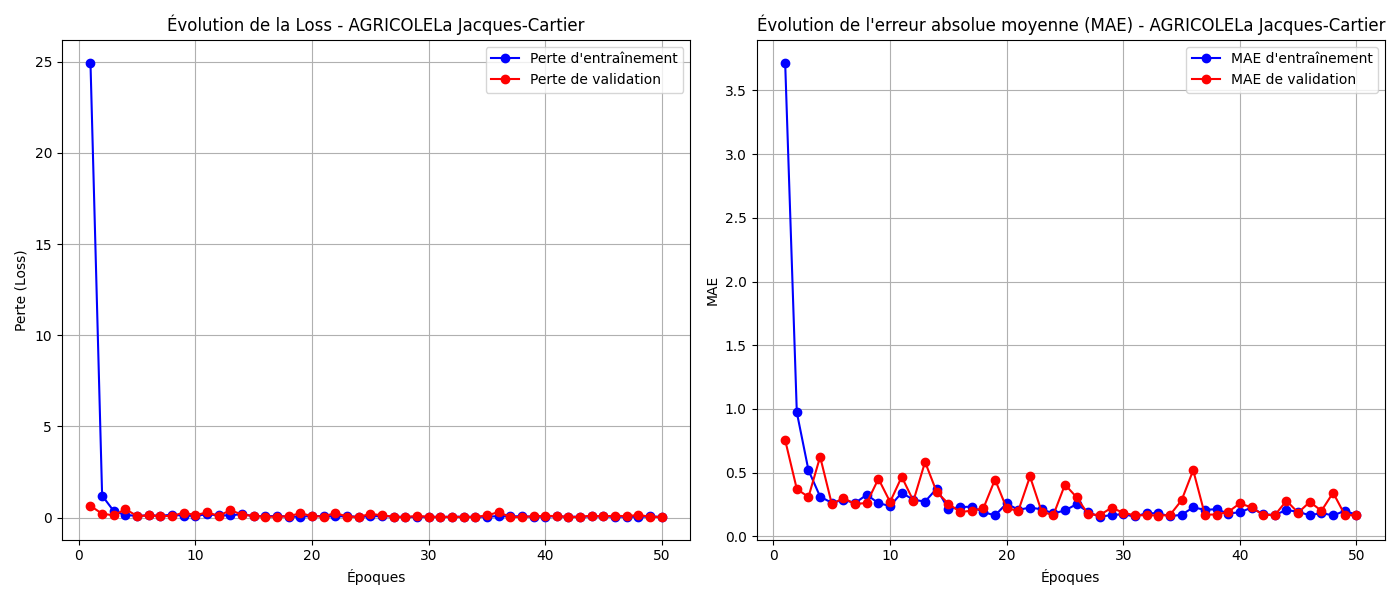 Évolution de la Loss - AGRICOLELa Jacques-Cartier
Perte d'entraînement
Perte de validation
25
20
15
10
5
0
Perte (Loss)
0 10 20 30 40 50
Époques
Évolution de l'erreur absolue moyenne (MAE) - AGRICOLELa Jacques-Cartier
MAE d'entraînement
MAE de validation
3.5
3.0
2.5
2.0
1.5
1.0
0.5
0.0
MAE
0 10 20 30 40 50
Époques